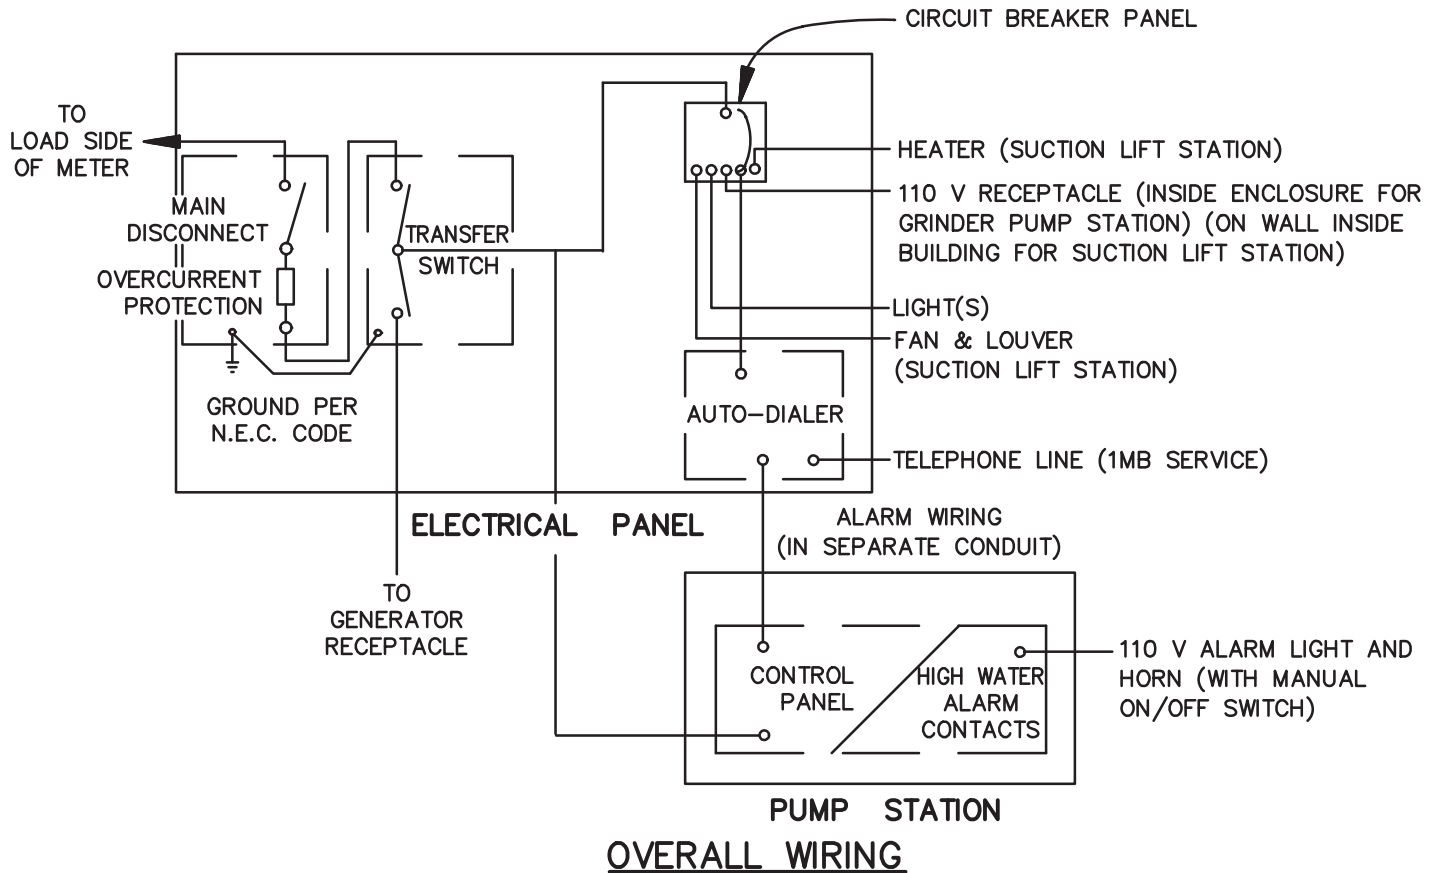 CIRCUIT BREAKER PANEL
TO
LOAD SIDE
OF METER
HEATER (SUCTION LIFT STATION)
110 V RECEPTACLE (INSIDE ENCLOSURE FOR
GRINDER PUMP STATION) (ON WALL INSIDE
BUILDING FOR SUCTION LIFT STATION)
MAIN
DISCONNECT
TRANSFER
SWITCH
OVERCURRENT
PROTECTION
LIGHT(S)
FAN & LOUVER
(SUCTION LIFT STATION)
GROUND PER
N.E.C. CODE
AUTO-DIALER
TELEPHONE LINE (1MB SERVICE)
ELECTRICAL PANEL
ALARM WIRING
(IN SEPARATE CONDUIT)
TO
GENERATOR
RECEPTACLE
CONTROL
PANEL
HIGH WATER
ALARM
CONTACTS
110 V ALARM LIGHT AND
HORN (WITH MANUAL
ON/OFF SWITCH)
PUMP STATION
OVERALL WIRING